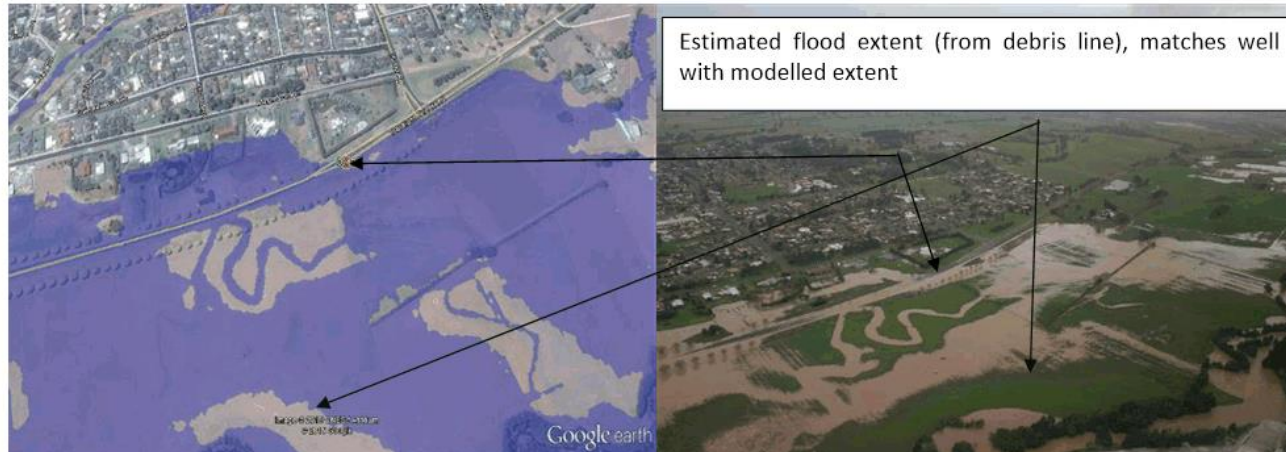 Estimated flood extent (from debris line), matches well
with modelled extent
Google earth